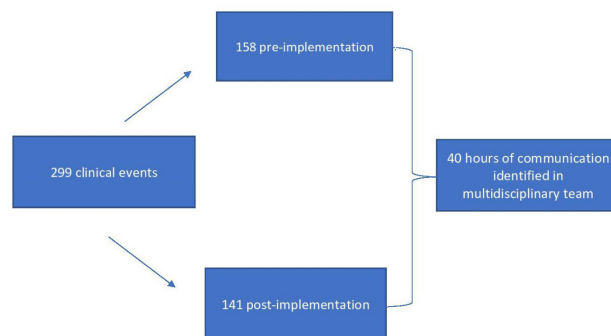 158 pre-implementation
299 clinical events
40 hours of communication
identified in
multidisciplinary team
141 post-implementation